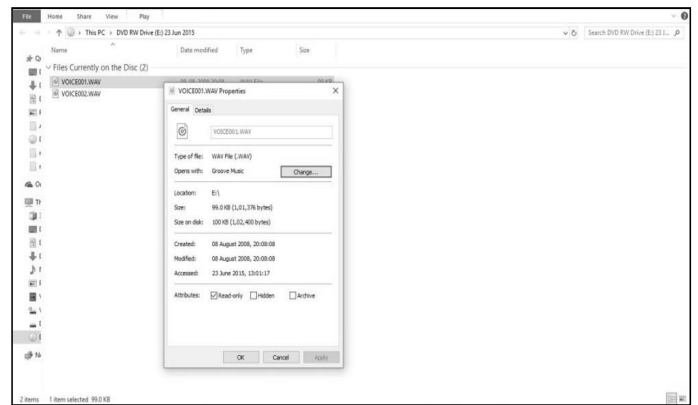 File Home Share View Play
This PC > DVD RW Drive (E:) 23 Jun 2015
Search DVD RW Drive (E:) 23 J...
Name Date modified Type Size
Files Currently on the Disc (2)
VOICE001.WAV
VOICE002.WAV
VOICE001.WAV Properties
General Details
VOICE001.WAV
Type of file: WAV File (.WAV)
Opens with: Groove Music Change...
Location: E:\
Size: 99.0 KB (1,01,376 bytes)
Size on disk: 100 KB (1,02,400 bytes)
Created: 08 August 2008, 20:08:08
Modified: 08 August 2008, 20:08:08
Accessed: 23 June 2015, 13:01:17
Attributes: Read-only Hidden Archive
OK Cancel Apply
2 items 1 item selected 99.0 KB